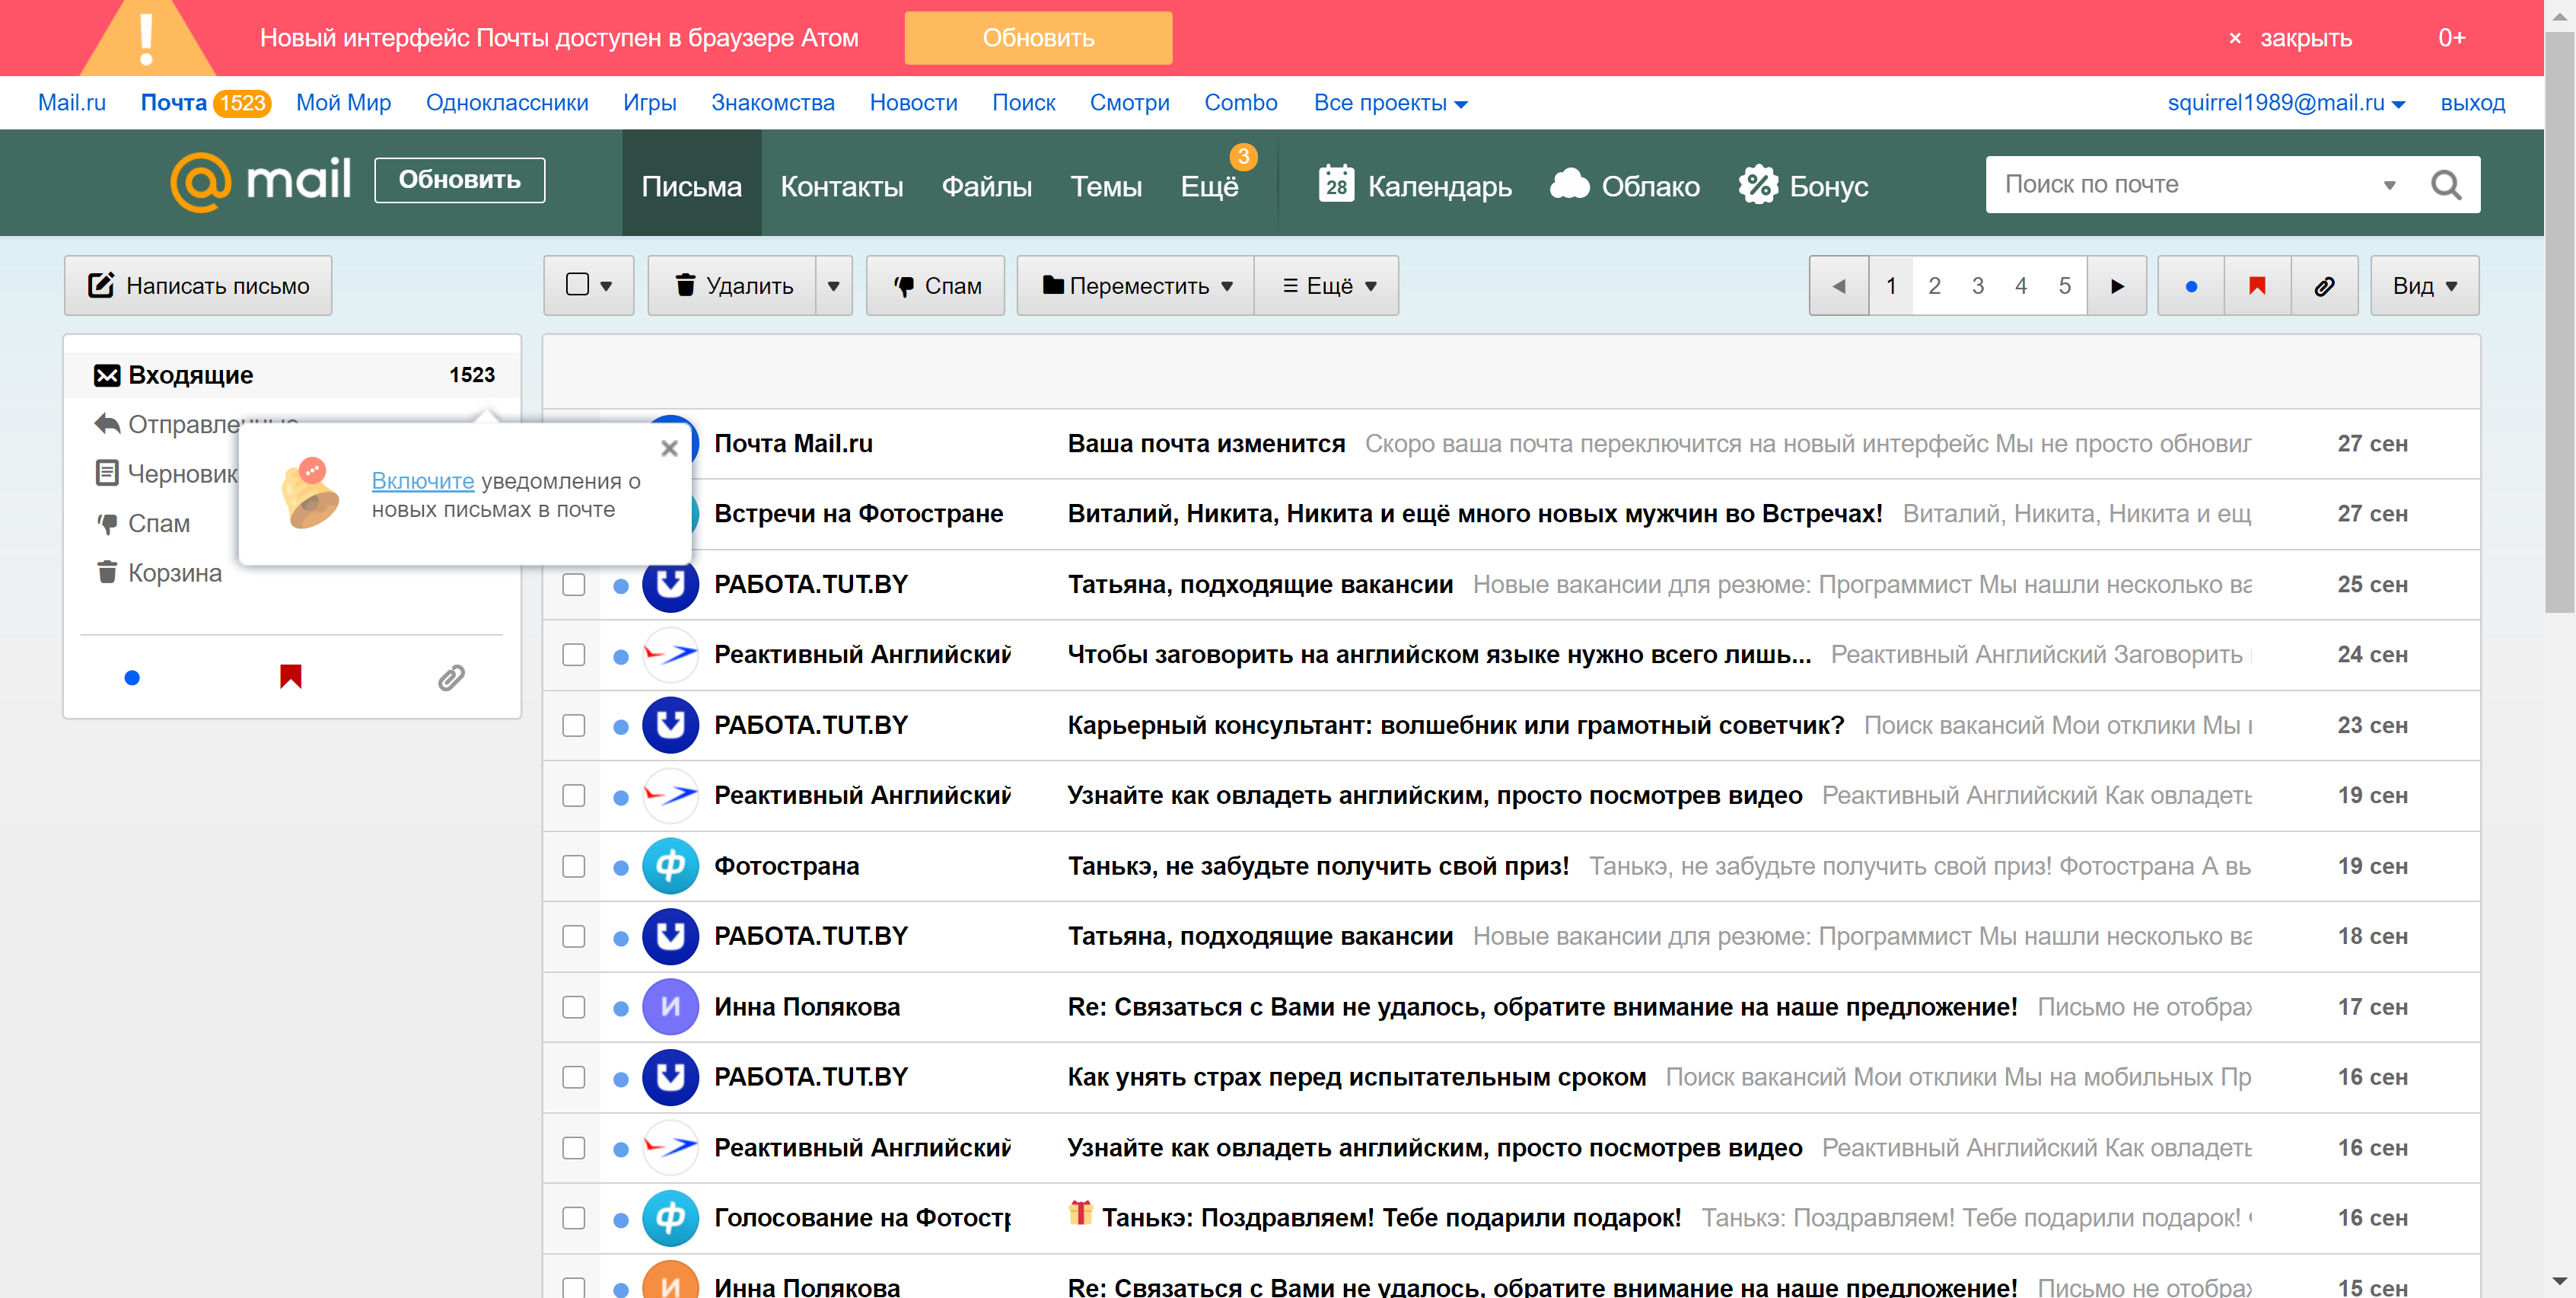 Новый интерфейс Почты доступен в браузере Атом
Обновить
× закрыть
0+
Mail.ru Почта 1523 Мой Мир Одноклассники Игры Знакомства Новости Поиск Смотри Combo Все проекты
squirrel1989@mail.ru выход
@mail Обновить
Письма Контакты Файлы Темы Ещё 3
28 Календарь Облако Бонус
Поиск по почте
Написать письмо
Удалить Спам Переместить Ещё
1 2 3 4 5
Вид
Входящие 1523
Черновик
Спам
Корзина
Включите уведомления о
новых письмах в почте
Почта Mail.ru Ваша почта изменится Скоро ваша почта переключится на новый интерфейс Мы не просто обновил 27 сен
Встречи на Фотостране Виталий, Никита, Никита и ещё много новых мужчин во Встречах! Виталий, Никита, Никита и ещ 27 сен
РАБОТА.TUT.BY Татьяна, подходящие вакансии Новые вакансии для резюме: Программист Мы нашли несколько ва 25 сен
Реактивный Английский Чтобы заговорить на английском языке нужно всего лишь... Реактивный Английский Заговорить 24 сен
РАБОТА.TUT.BY Карьерный консультант: волшебник или грамотный советчик? Поиск вакансий Мои отклики Мы 23 сен
Реактивный Английский Узнайте как овладеть английским, просто посмотрев видео Реактивный Английский Как овладеть 19 сен
Ф Фотострана Танькэ, не забудьте получить свой приз! Танькэ, не забудьте получить свой приз! Фотострана А вы 19 сен
РАБОТА.TUT.BY Татьяна, подходящие вакансии Новые вакансии для резюме: Программист Мы нашли несколько ва 18 сен
И Инна Полякова Re: Связаться с Вами не удалось, обратите внимание на наше предложение! Письмо не отображ 17 сен
РАБОТА.TUT.BY Как унять страх перед испытательным сроком Поиск вакансий Мои отклики Мы на мобильных Пр 16 сен
Реактивный Английский Узнайте как овладеть английским, просто посмотрев видео Реактивный Английский Как овладеть 16 сен
Ф Голосование на Фотостр Танькэ: Поздравляем! Тебе подарили подарок! Танькэ: Поздравляем! Тебе подарили подарок! 16 сен
И Инна Полякова Re: Связаться с Вами не удалось, обратите внимание на наше предложение! Письмо не отображ 15 сен